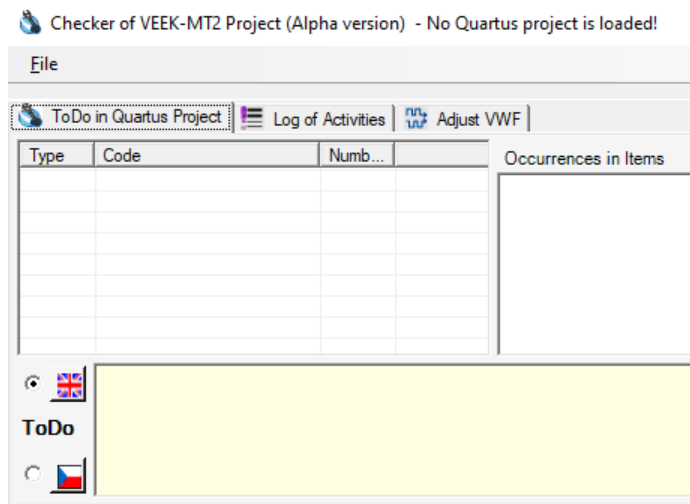 Checker of VEEK-MT2 Project (Alpha version)  - No Quartus project is loaded!
File
ToDo in Quartus Project Log of Activities Adjust VWF
Type Code Numb... Occurrences in Items
ToDo